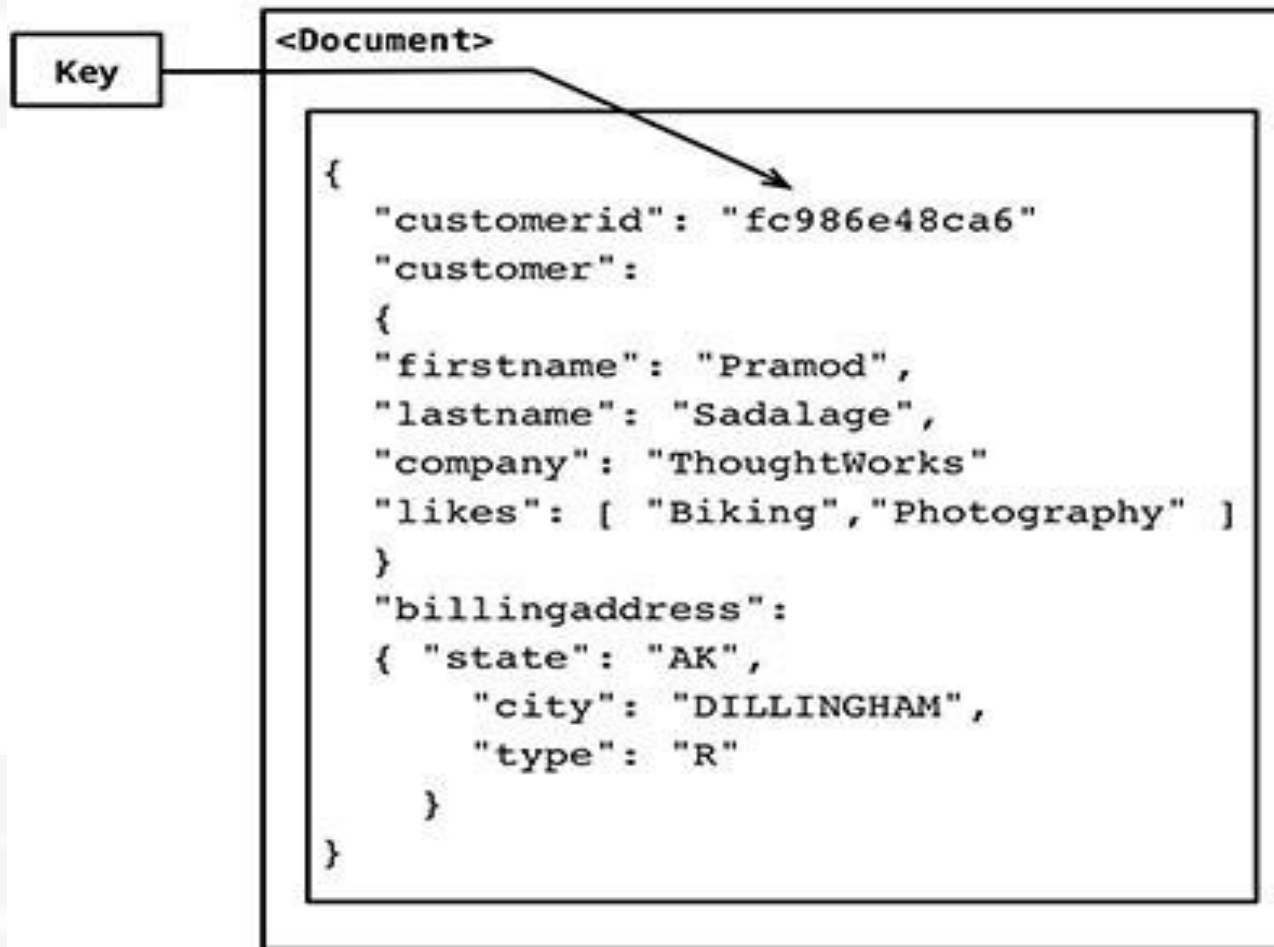 <Document>
Key
{
"customerid": "fc986e48ca6"
"customer":
{
"firstname": "Pramod",
"lastname": "Sadalage",
"company": "ThoughtWorks"
"likes": [ "Biking","Photography" ]
}
"billingaddress":
{ "state": "AK",
"city": "DILLINGHAM",
"type": "R"
}
}